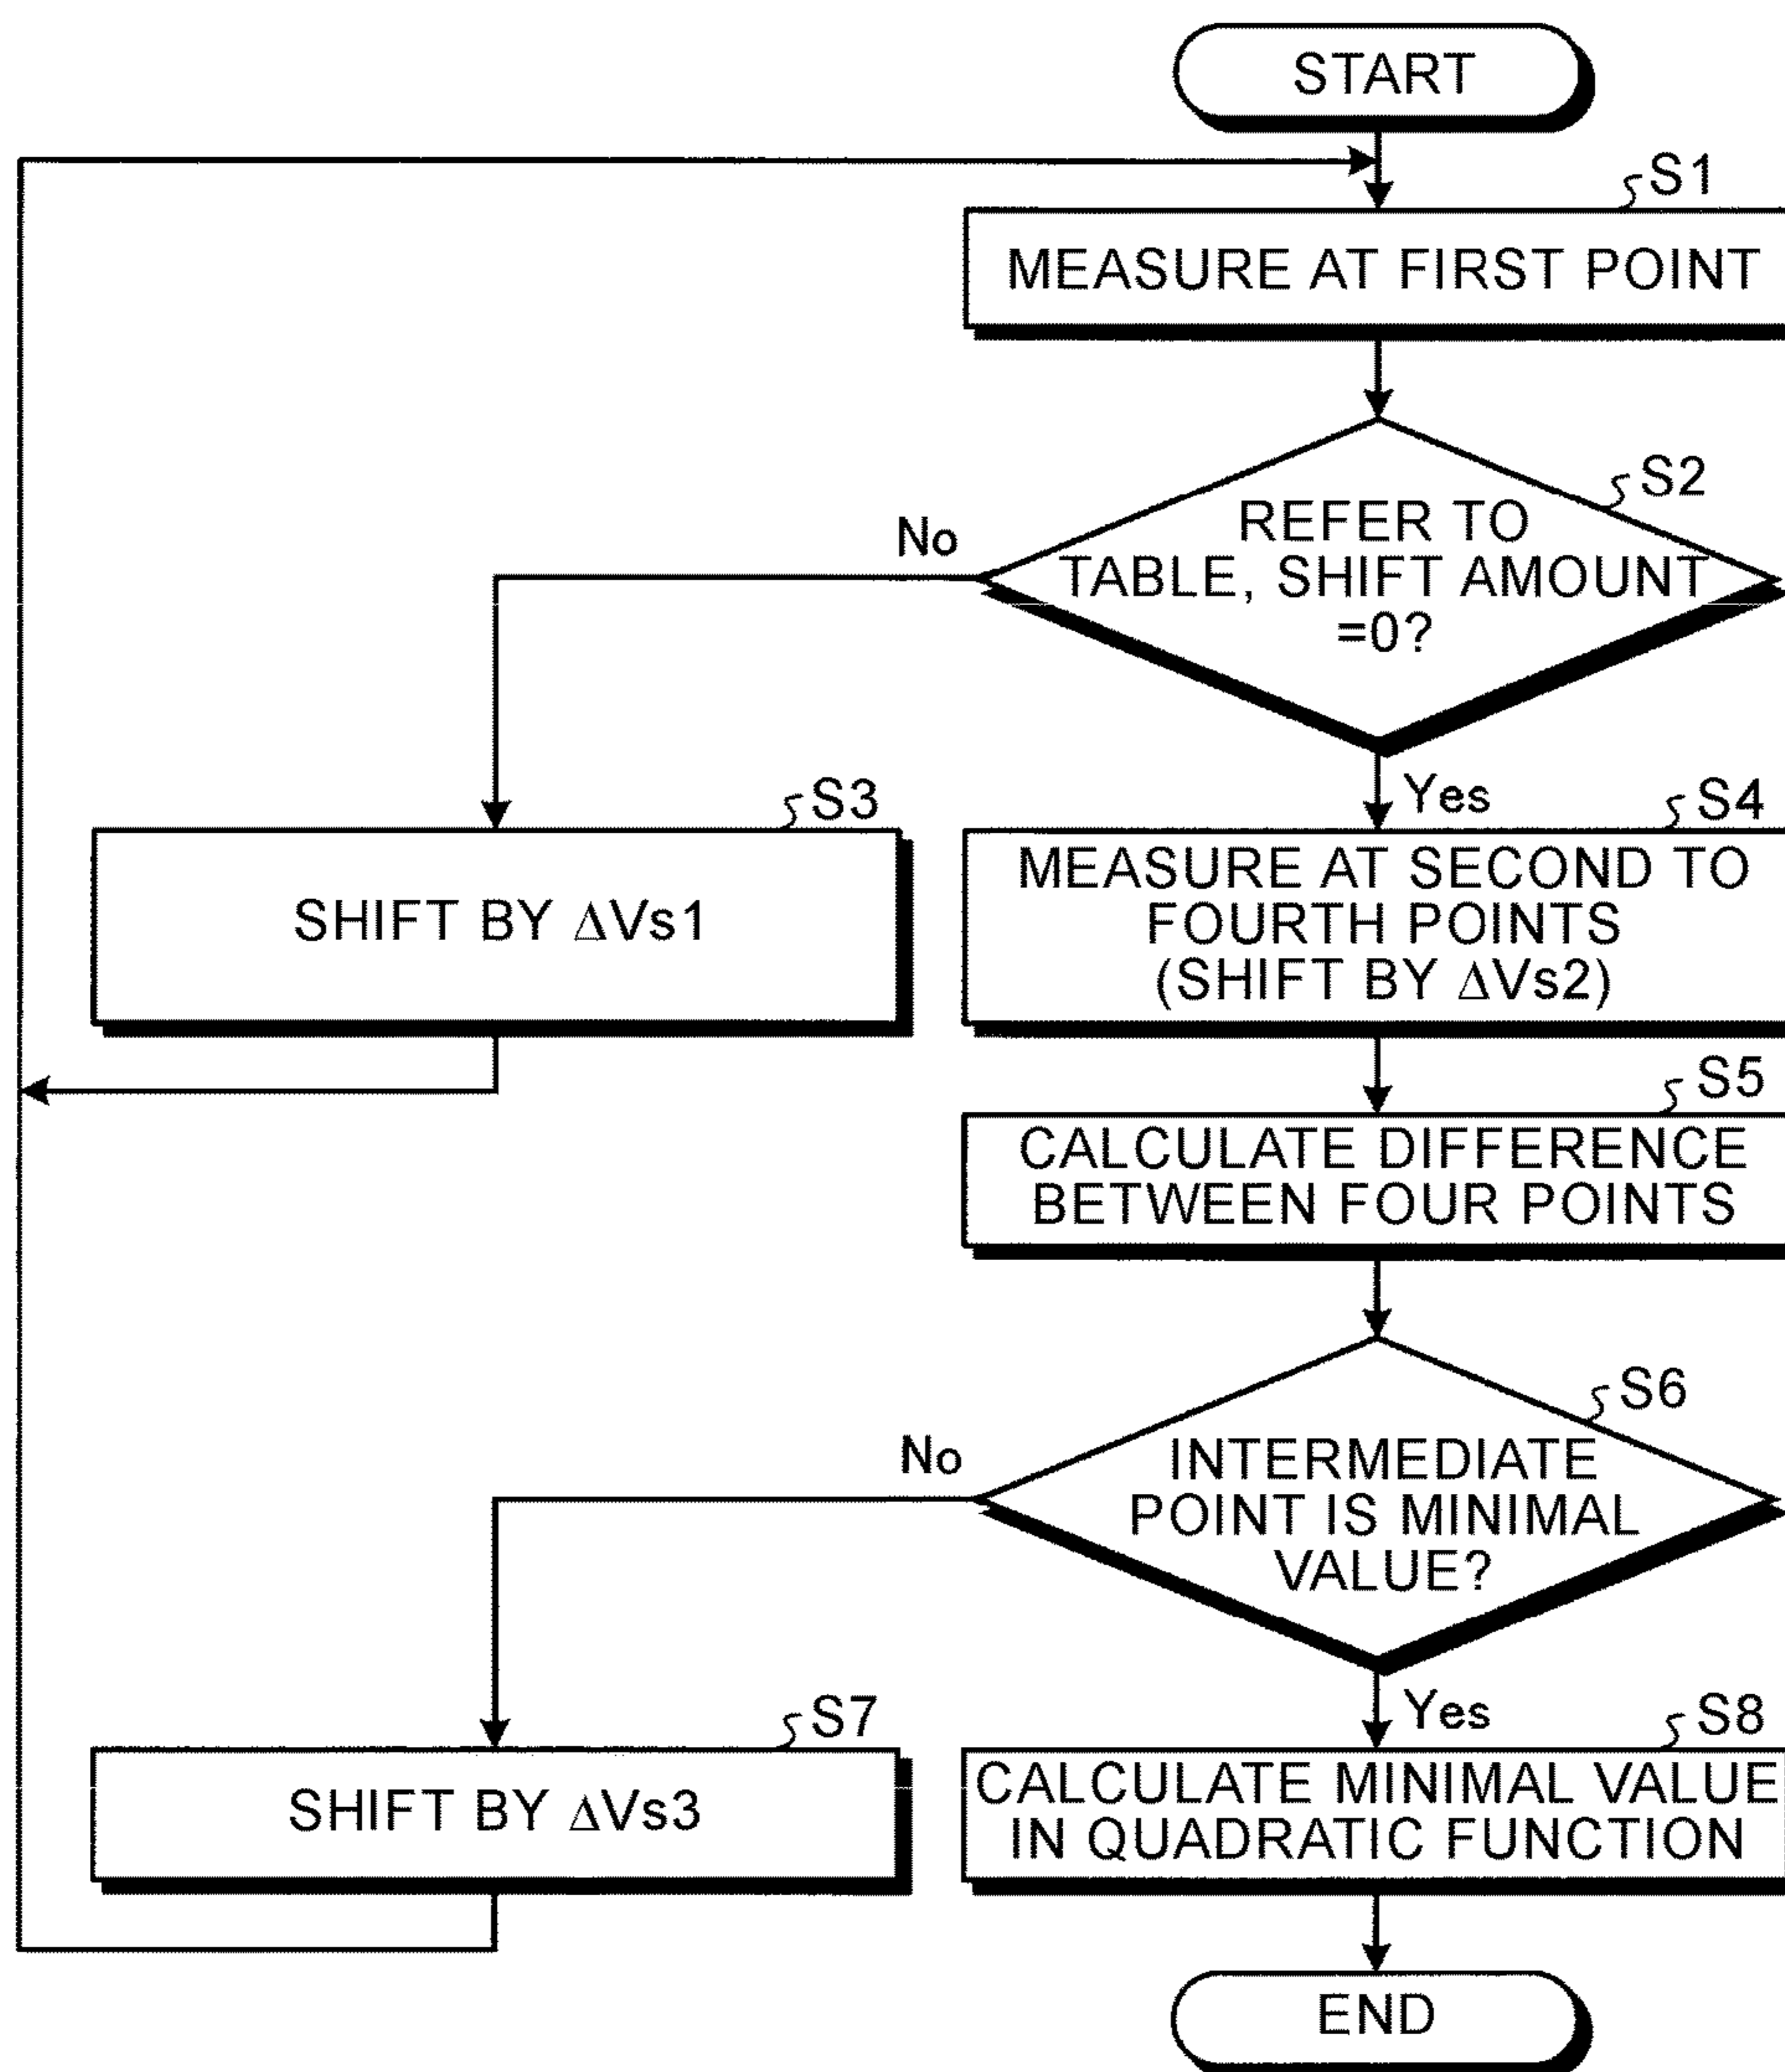 START
S1
MEASURE AT FIRST POINT
S2
REFER TO
TABLE, SHIFT AMOUNT
=0?
No
Yes
S3
SHIFT BY ΔVs1
S4
MEASURE AT SECOND TO
FOURTH POINTS
(SHIFT BY ΔVs2)
S5
CALCULATE DIFFERENCE
BETWEEN FOUR POINTS
S6
INTERMEDIATE
POINT IS MINIMAL
VALUE?
No
Yes
S7
SHIFT BY ΔVs3
S8
CALCULATE MINIMAL VALUE
IN QUADRATIC FUNCTION
END